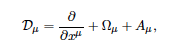 𝒟_μ = ∂/∂x^μ + Ω_μ + A_μ,